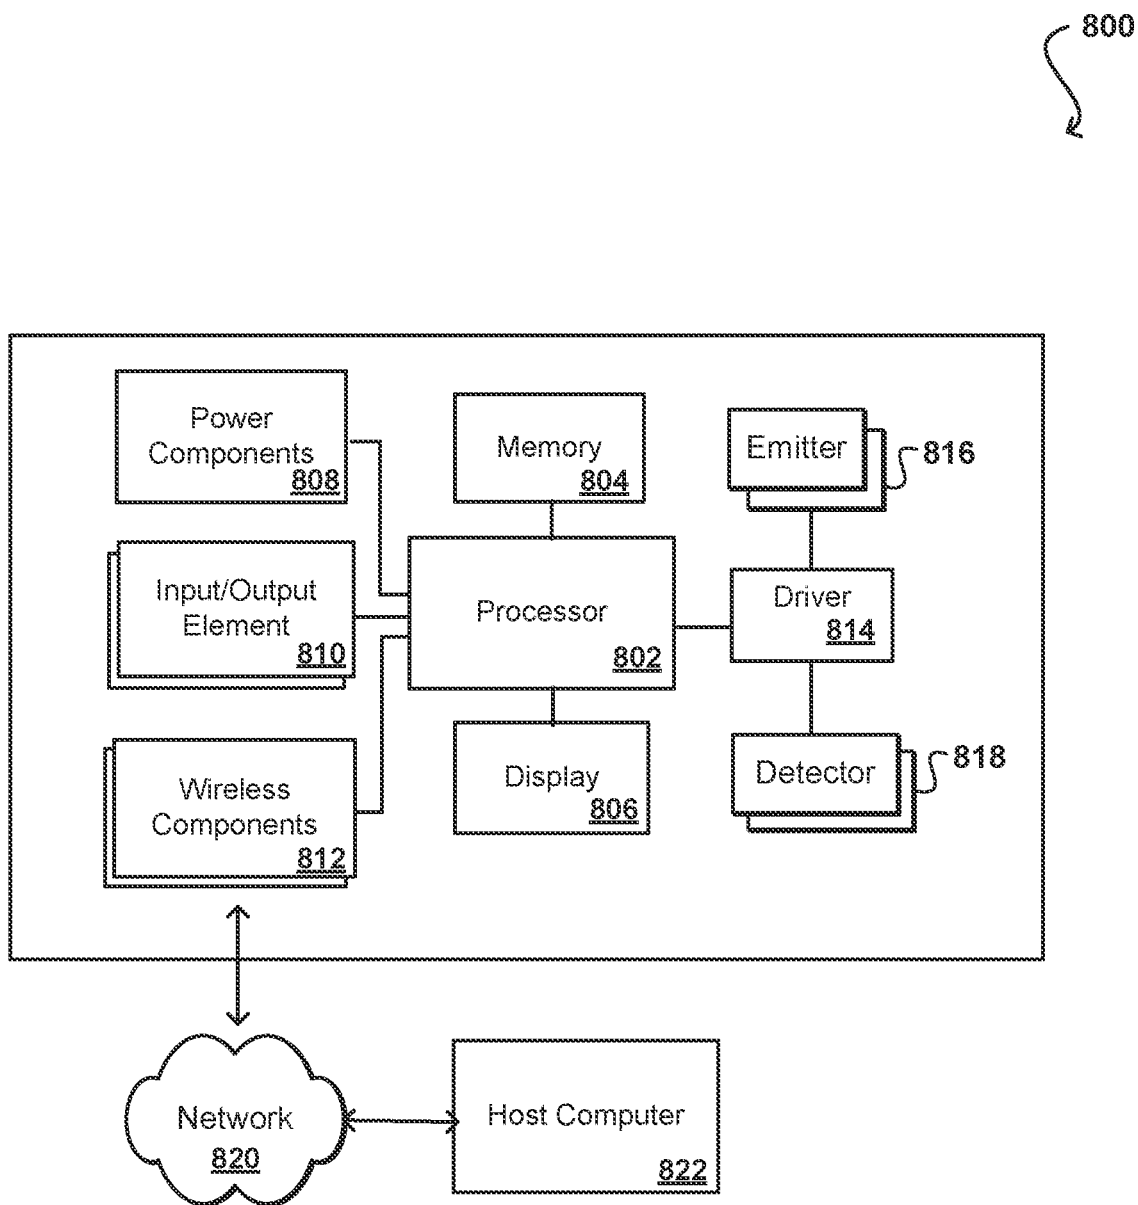 800
Power
Components
808
Memory
804
Emitter
816
Input/Output
Element
810
Processor
802
Driver
814
Wireless
Components
812
Display
806
Detector
818
Network
820
Host Computer
822